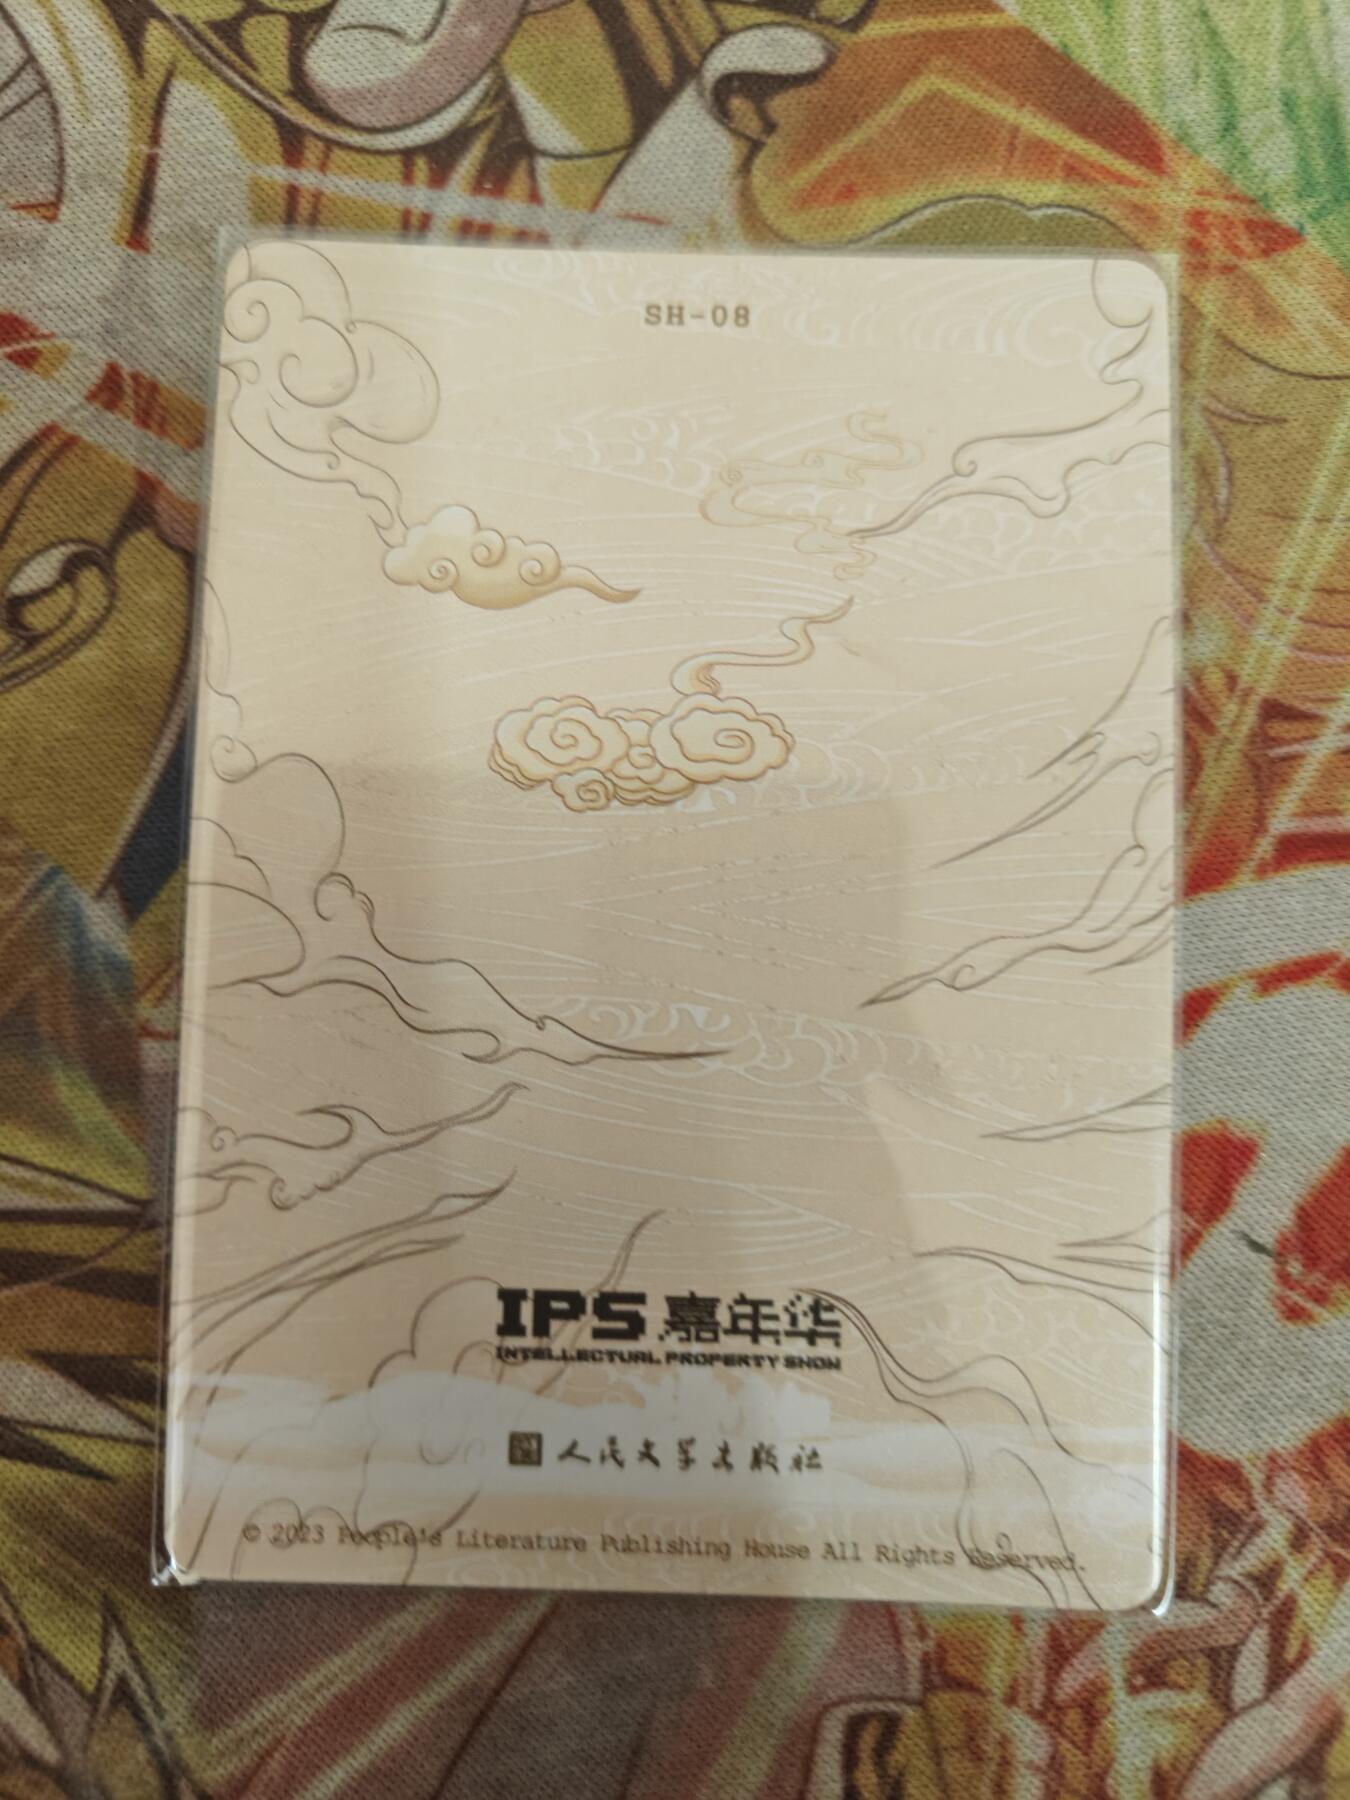 SH-08
IPS 嘉年华
INTELLECTUAL PROPERTY SHOW
人民文学出版社
© 2023 People's Literature Publishing House All Rights Reserved.